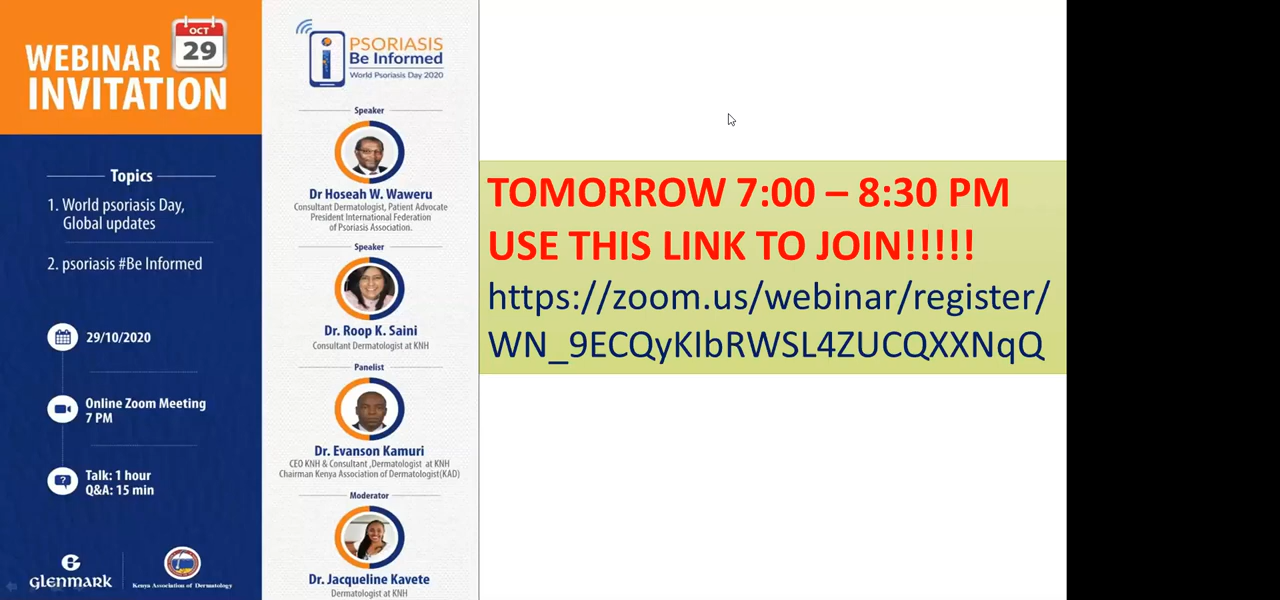 WEBINAR
INVITATION
OCT
29
Topics
1. World psoriasis Day,
Global updates
2. psoriasis #Be Informed
29/10/2020
Online Zoom Meeting
7 PM
?
Talk: 1 hour
Q&A: 15 min
GLENMARK
Kenya Association of Dermatology
i
PSORIASIS
Be Informed
World Psoriasis Day 2020
Speaker
Dr Hoseah W. Waweru
Consultant Dermatologist, Patient Advocate
President International Federation
of Psoriasis Association.
Speaker
Dr. Roop K. Saini
Consultant Dermatologist at KNH
Panelist
Dr. Evanson Kamuri
CEO KNH & Consultant ,Dermatologist at KNH
Chairman Kenya Association of Dermatologist(KAD)
Moderator
Dr. Jacqueline Kavete
Dermatologist at KNH
TOMORROW 7:00 – 8:30 PM
USE THIS LINK TO JOIN!!!!!
https://zoom.us/webinar/register/
WN_9ECQyKIbRWSL4ZUCQXXNqQ